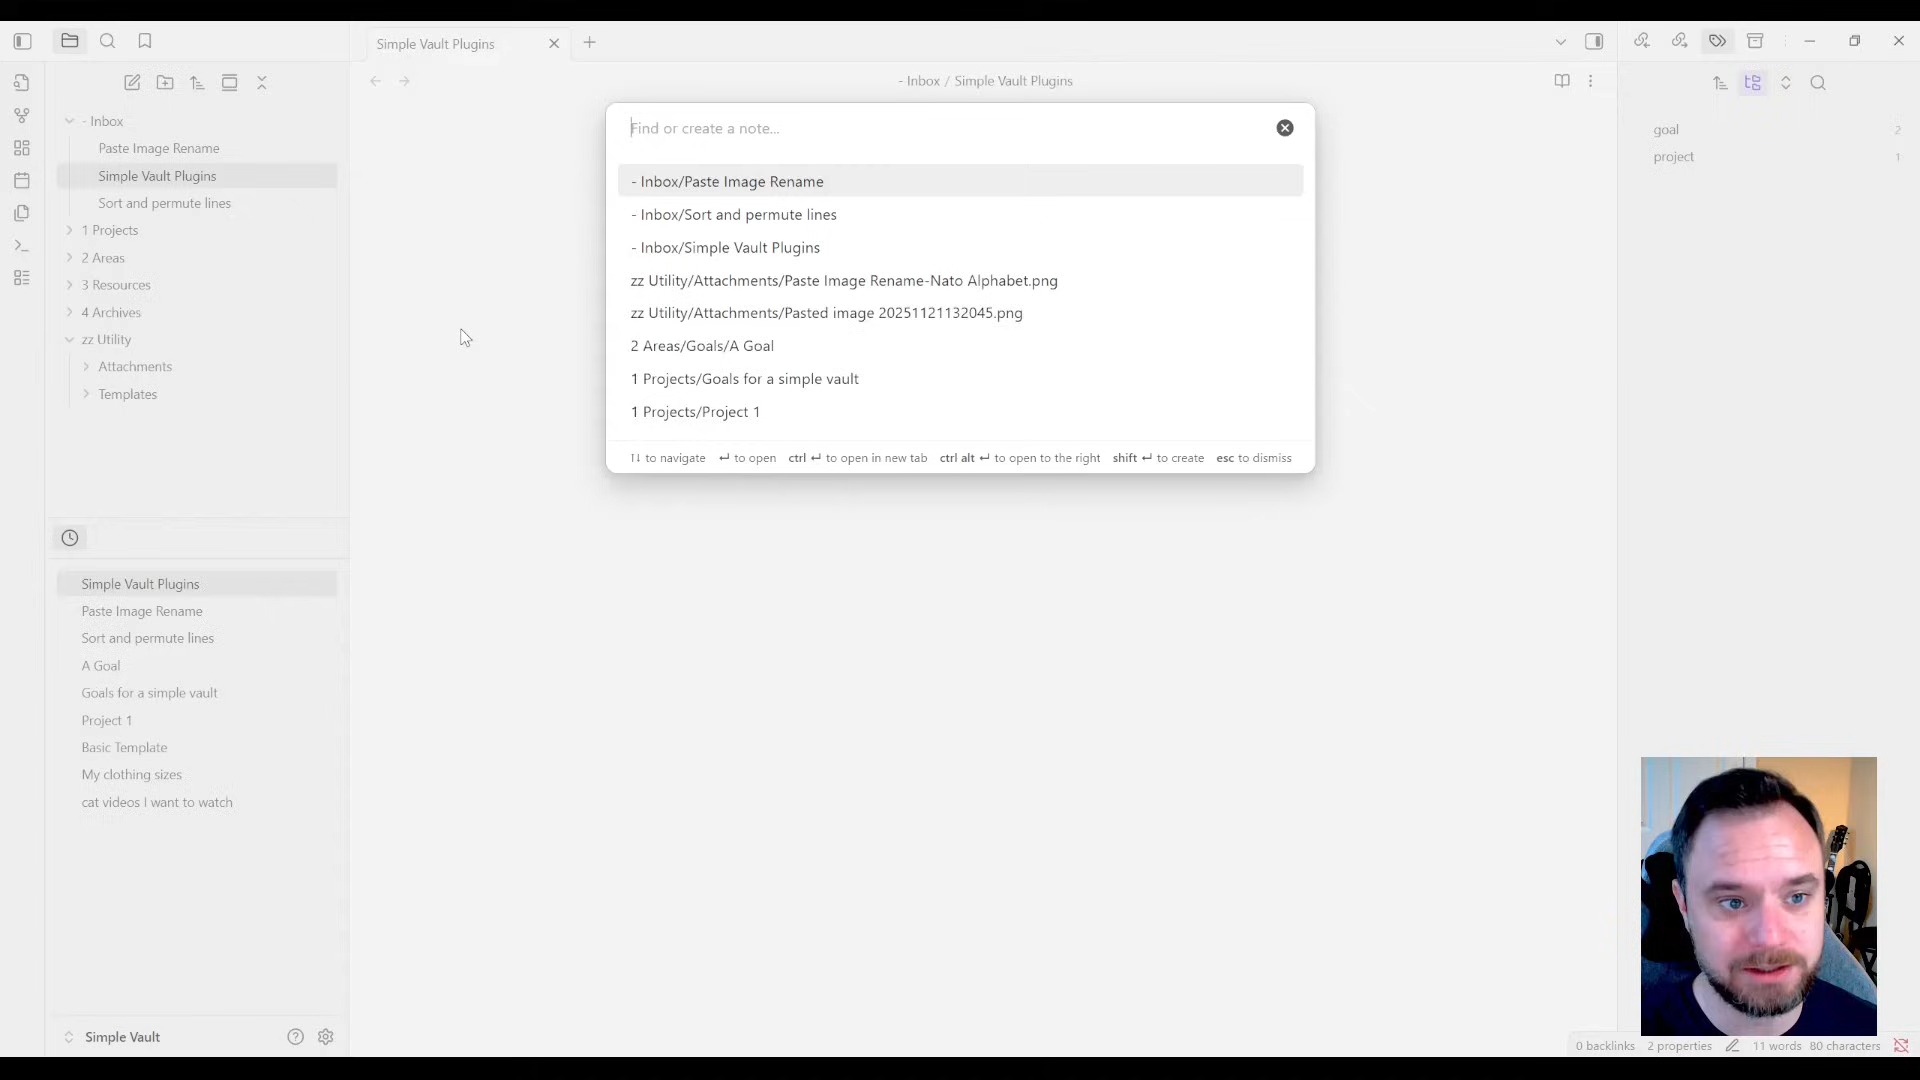 Simple Vault Plugins
- Inbox / Simple Vault Plugins
- Inbox
Paste Image Rename
Simple Vault Plugins
Sort and permute lines
1 Projects
2 Areas
3 Resources
4 Archives
zz Utility
Attachments
Templates
Simple Vault Plugins
Paste Image Rename
Sort and permute lines
A Goal
Goals for a simple vault
Project 1
Basic Template
My clothing sizes
cat videos I want to watch
Simple Vault
Find or create a note...
- Inbox/Paste Image Rename
- Inbox/Sort and permute lines
- Inbox/Simple Vault Plugins
zz Utility/Attachments/Paste Image Rename-Nato Alphabet.png
zz Utility/Attachments/Pasted image 20251121132045.png
2 Areas/Goals/A Goal
1 Projects/Goals for a simple vault
1 Projects/Project 1
↑↓ to navigate ↵ to open ctrl ↵ to open in new tab ctrl alt ↵ to open to the right shift ↵ to create esc to dismiss
goal 2
project 1
0 backlinks 2 properties 11 words 80 characters